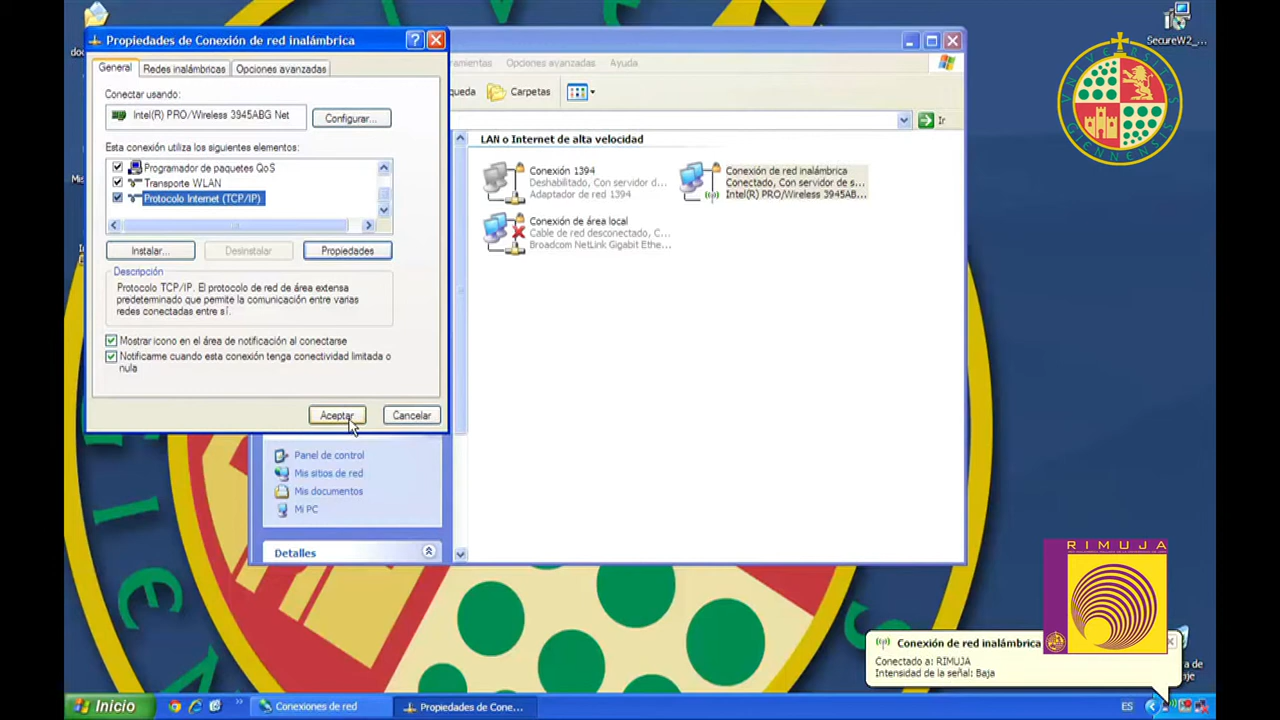 Propiedades de Conexión de red inalámbrica
General
Redes inalámbricas
Opciones avanzadas
Conectar usando:
Intel(R) PRO/Wireless 3945ABG Net
Configurar...
Esta conexión utiliza los siguientes elementos:
Programador de paquetes QoS
Transporte WLAN
Protocolo Internet (TCP/IP)
Instalar...
Desinstalar
Propiedades
Descripción
Protocolo TCP/IP. El protocolo de red de área extensa
predeterminado que permite la comunicación entre varias
redes conectadas entre sí.
Mostrar icono en el área de notificación al conectarse
Notificarme cuando esta conexión tenga conectividad limitada o
nula
Aceptar
Cancelar
ramientas
Opciones avanzadas
Ayuda
queda
Carpetas
Ir
LAN o Internet de alta velocidad
Conexión 1394
Deshabilitado, Con servidor d...
Adaptador de red 1394
Conexión de red inalámbrica
Conectado, Con servidor de s...
Intel(R) PRO/Wireless 3945AB...
Conexión de área local
Cable de red desconectado, C...
Broadcom NetLink Gigabit Ethe...
Panel de control
Mis sitios de red
Mis documentos
Mi PC
Detalles
SecureW2_...
VNIVERSITAS
GIENNENSIS
RIMUJA
Conexión de red inalámbrica
Conectado a: RIMUJA
Intensidad de la señal: Baja
Inicio
Conexiones de red
Propiedades de Cone...
ES